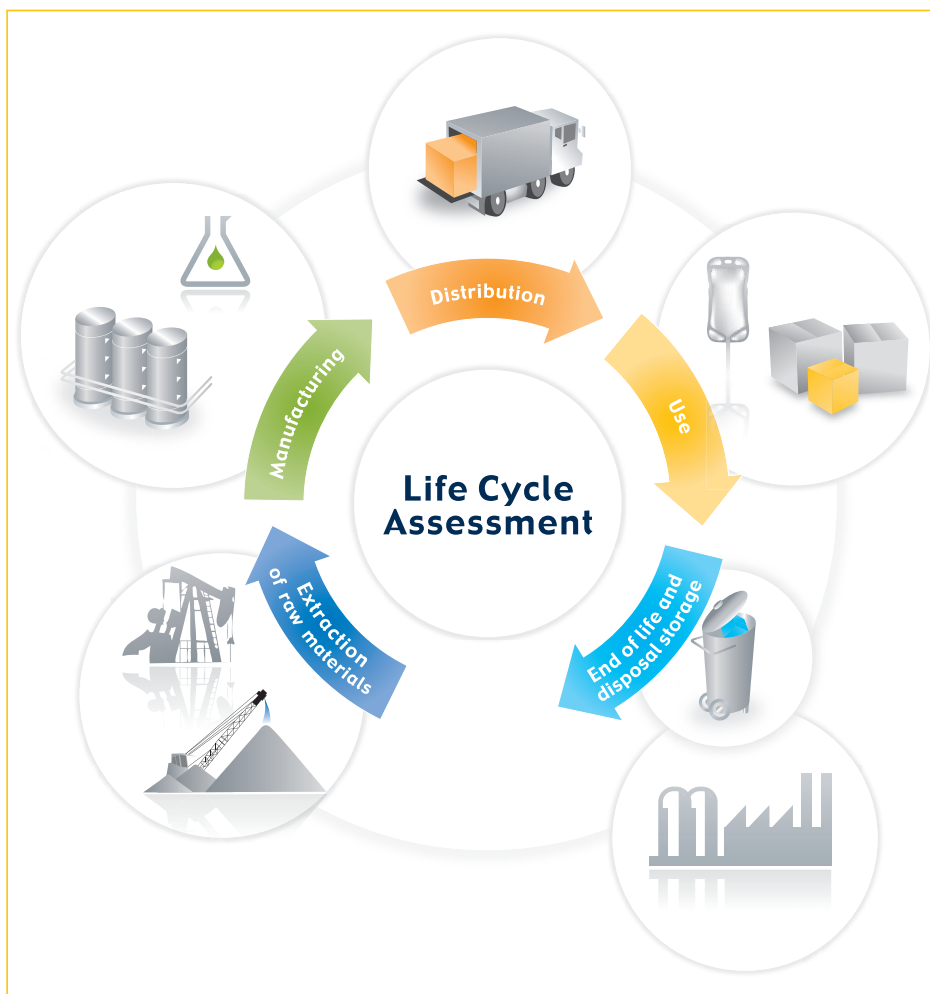 Distribution
Use
Manufacturing
Life Cycle
Assessment
End of life and
disposal storage
Extraction
of raw materials